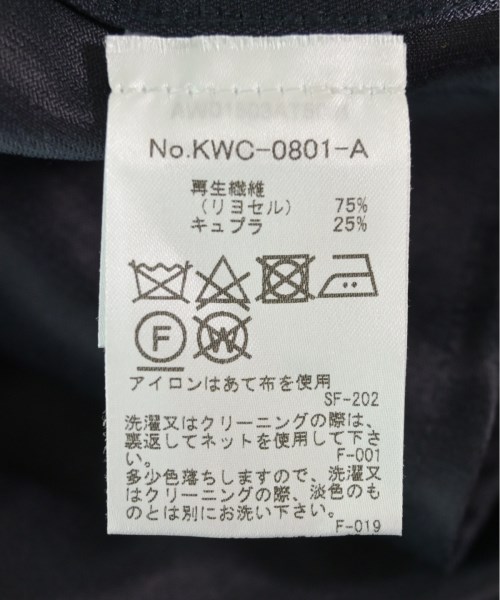 No.KWC-0801-A
再生繊維
(リヨセル) 75%
キュプラ 25%
F W
アイロンはあて布を使用
SF-202
洗濯又はクリーニングの際は、
裏返してネットを使用して下さ
い。 F-001
多少色落ちしますので、洗濯又
はクリーニングの際、淡色のも
のとは別にお洗い下さい。
F-019